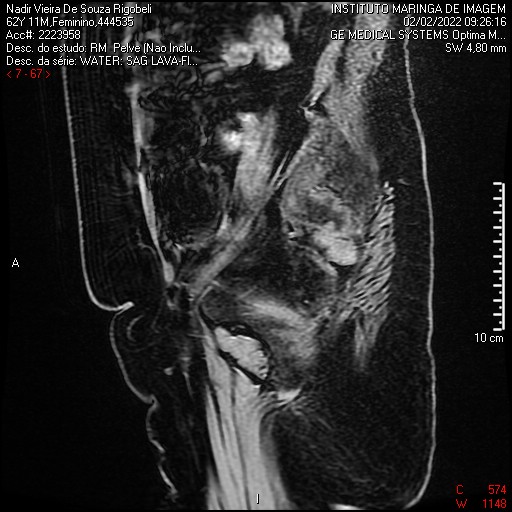 Nadir Vieira De Souza Rigobeli
62Y 11M,Feminino,444535
Acc#: 2223958
Desc. do estudo: RM_Pelve (Nao Inclu...
Desc. da série: WATER: SAG LAVA-Fl...
< 7 - 67 >
INSTITUTO MARINGA DE IMAGEM
02/02/2022 09:26:16
GE MEDICAL SYSTEMS Optima M...
SW 4,80 mm
A
10 cm
I
C 574
W 1148